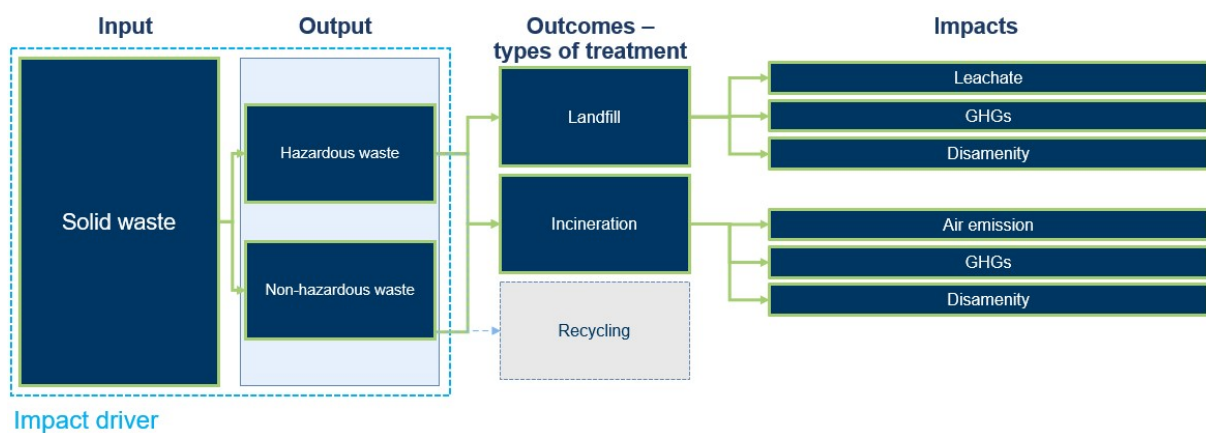 Input
Output
Outcomes –
types of treatment
Impacts
Solid waste
Hazardous waste
Non-hazardous waste
Landfill
Incineration
Recycling
Leachate
GHGs
Disamenity
Air emission
GHGs
Disamenity
Impact driver